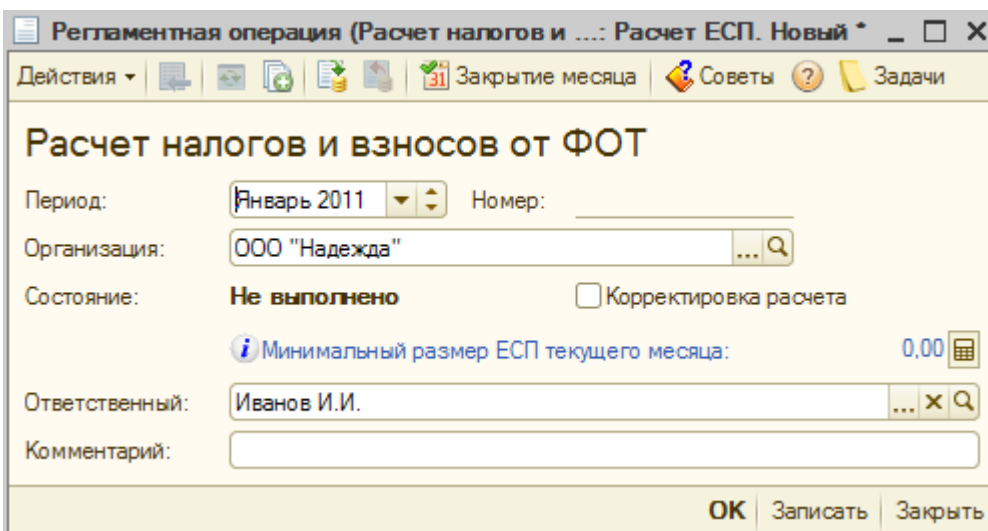 Регламентная операция (Расчет налогов и ...: Расчет ЕСП. Новый *
Действия Закрытие месяца Советы Задачи
Расчет налогов и взносов от ФОТ
Период: Январь 2011 Номер:
Организация: ООО "Надежда" ...
Состояние: Не выполнено Корректировка расчета
Минимальный размер ЕСП текущего месяца: 0,00
Ответственный: Иванов И.И. ...
Комментарий:
ОК Записать Закрыть